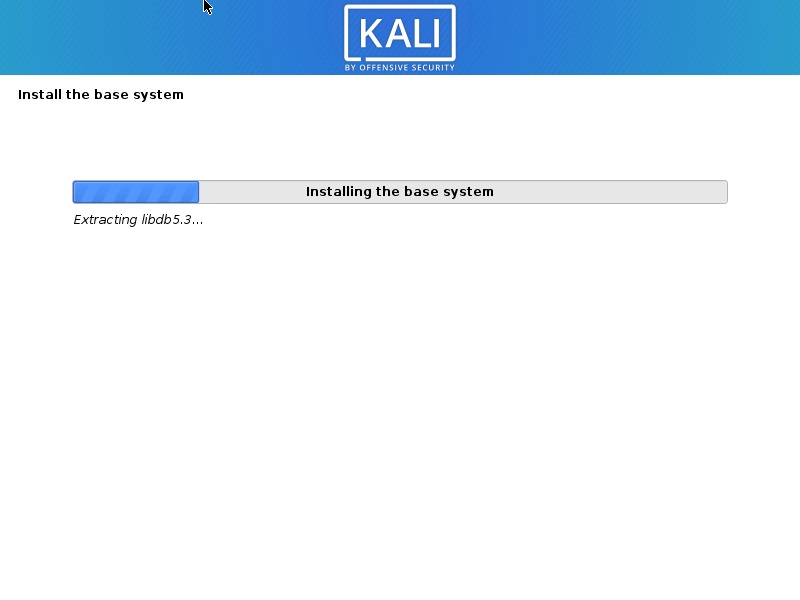 KALI
BY OFFENSIVE SECURITY
Install the base system
Installing the base system
Extracting libdb5.3...